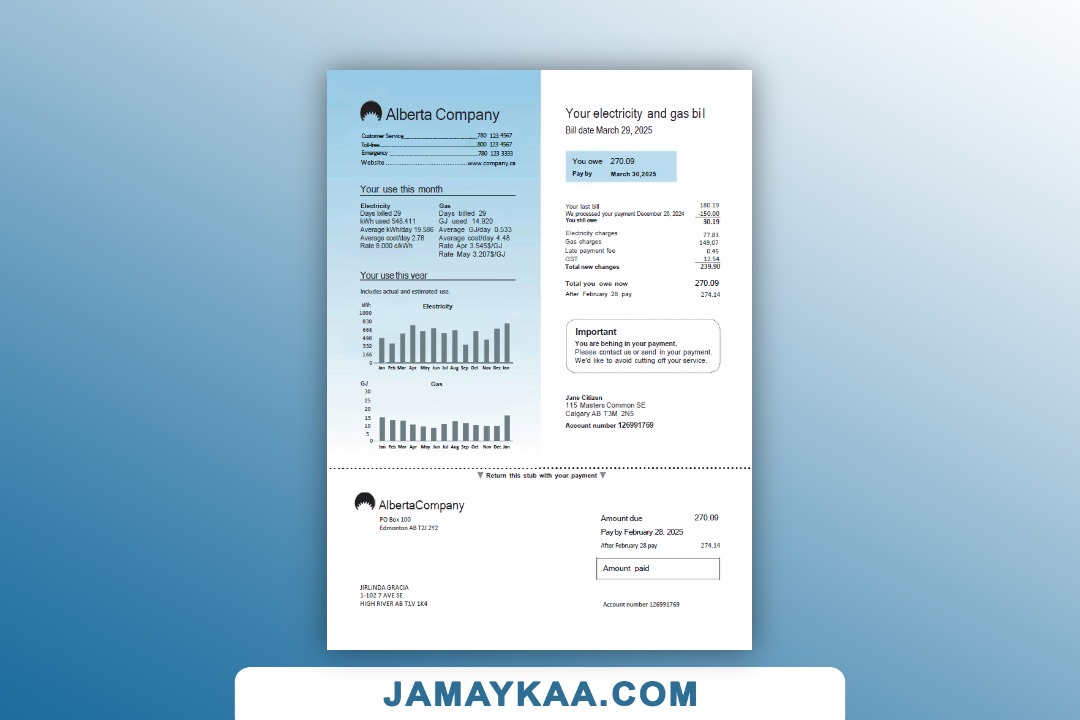 Alberta Company
Customer Service 780 123 4567
Toll-free 800 123 4567
Emergency 780 123 3333
Website www.company.ca
Your use this month
Electricity
Days billed 29
kWh used 548.411
Average kWh/day 19.586
Average cost/day 2.78
Rate 8.000 c/kWh
Gas
Days billed 29
GJ used 14.920
Average GJ/day 0.533
Average cost/day 4.48
Rate Apr 3.545$/GJ
Rate May 3.207$/GJ
Your use this year
Includes actual and estimated use.
kWh
Electricity
1000
830
664
498
332
166
0
Jan Feb Mar Apr May Jun Jul Aug Sep Oct Nov Dec Jan
GJ
Gas
30
25
20
15
10
5
0
Jan Feb Mar Apr May Jun Jul Aug Sep Oct Nov Dec Jan
Your electricity and gas bil
Bill date March 29, 2025
You owe 270.09
Pay by March 30,2025
Your last bill 180.19
We processed your payment December 28, 2024 -150.00
You still owe 30.19
Electricity charges 77.83
Gas charges 149.07
Late payment fee 0.45
GST 12.54
Total new changes 239.90
Total you owe now 270.09
After February 28 pay 274.14
Important
You are behing in your payment.
Please contact us or send in your payment.
We'd like to avoid cutting off your service.
Jane Citizen
115 Masters Common SE
Calgary AB T3M 2N5
Account number 126991769
Return this stub with your payment
AlbertaCompany
PO Box 100
Edmonton AB T2J 2Y2
Amount due 270.09
Pay by February 28, 2025
After February 28 pay 274.14
Amount paid
JIRLINDA GRACIA
1-102 7 AVE SE
HIGH RIVER AB T1V 1K4
Account number 126991769
JAMAYKAA.COM